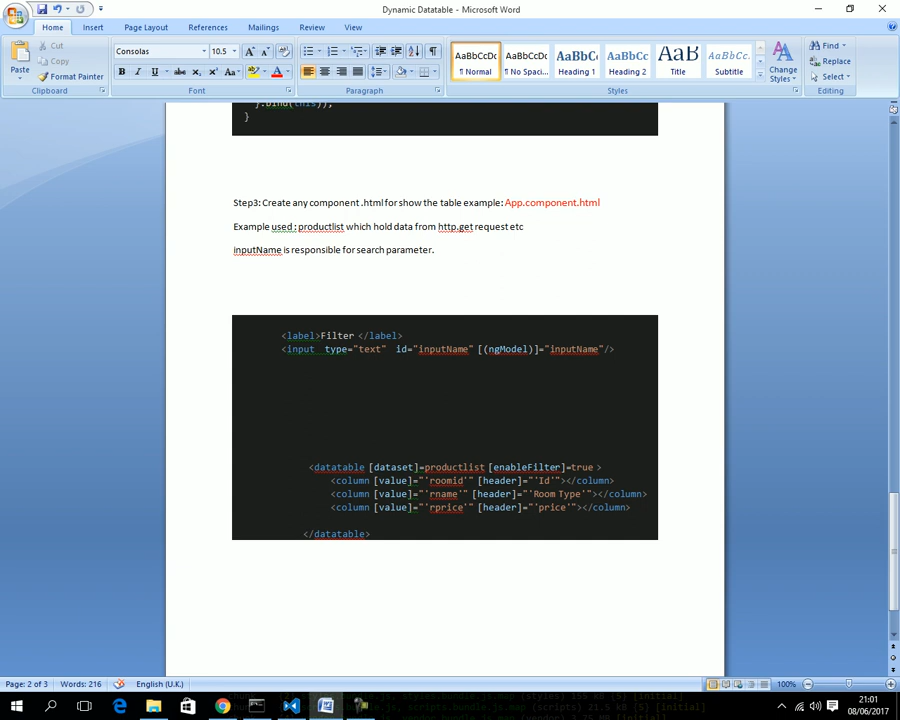 Dynamic Datatable - Microsoft Word
Home Insert Page Layout References Mailings Review View
Paste
Cut
Copy
Format Painter
Clipboard
Consolas 10.5
Font
Paragraph
AaBbCcDc AaBbCcDc AaBbC AaBbCc AaB AaBbCc.
¶ Normal ¶ No Spaci... Heading 1 Heading 2 Title Subtitle
Change Styles
Styles
Find
Replace
Select
Editing
}.bind(this));
}
Step3: Create any component .html for show the table example: App.component.html
Example used : productlist which hold data from http.get request etc
inputName is responsible for search parameter.
<label>Filter </label>
<input type="text" id="inputName" [(ngModel)]="inputName"/>
<datatable [dataset]=productlist [enableFilter]=true >
<column [value]="'roomid'" [header]="'Id'"></column>
<column [value]="'rname'" [header]="'Room Type'"></column>
<column [value]="'rprice'" [header]="'price'"></column>
</datatable>
Page: 2 of 3 Words: 216 English (U.K.) 100%
21:01
08/06/2017